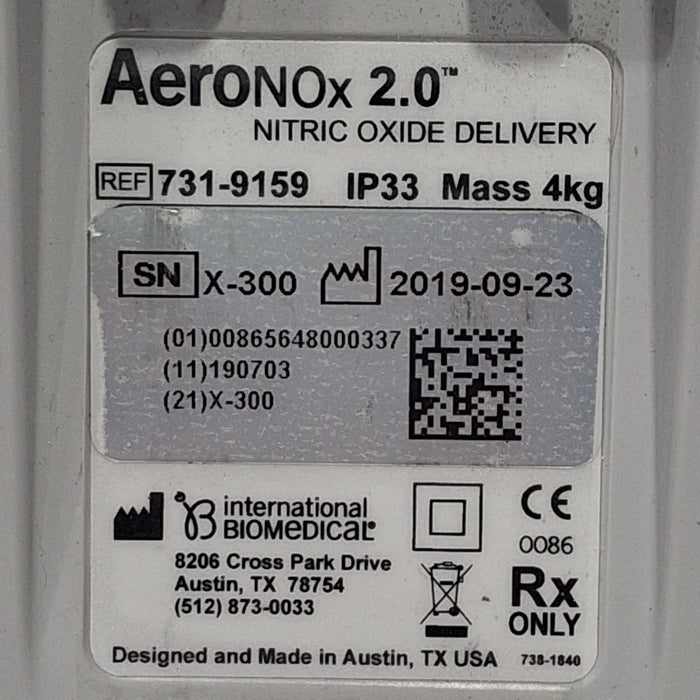 AeroNOx 2.0™
NITRIC OXIDE DELIVERY
REF 731-9159 IP33 Mass 4kg
SN X-300 2019-09-23
(01)00865648000337
(11)190703
(21)X-300
international
BIOMEDICAL®
8206 Cross Park Drive
Austin, TX 78754
(512) 873-0033
CE
0086
Rx
ONLY
Designed and Made in Austin, TX USA 738-1840